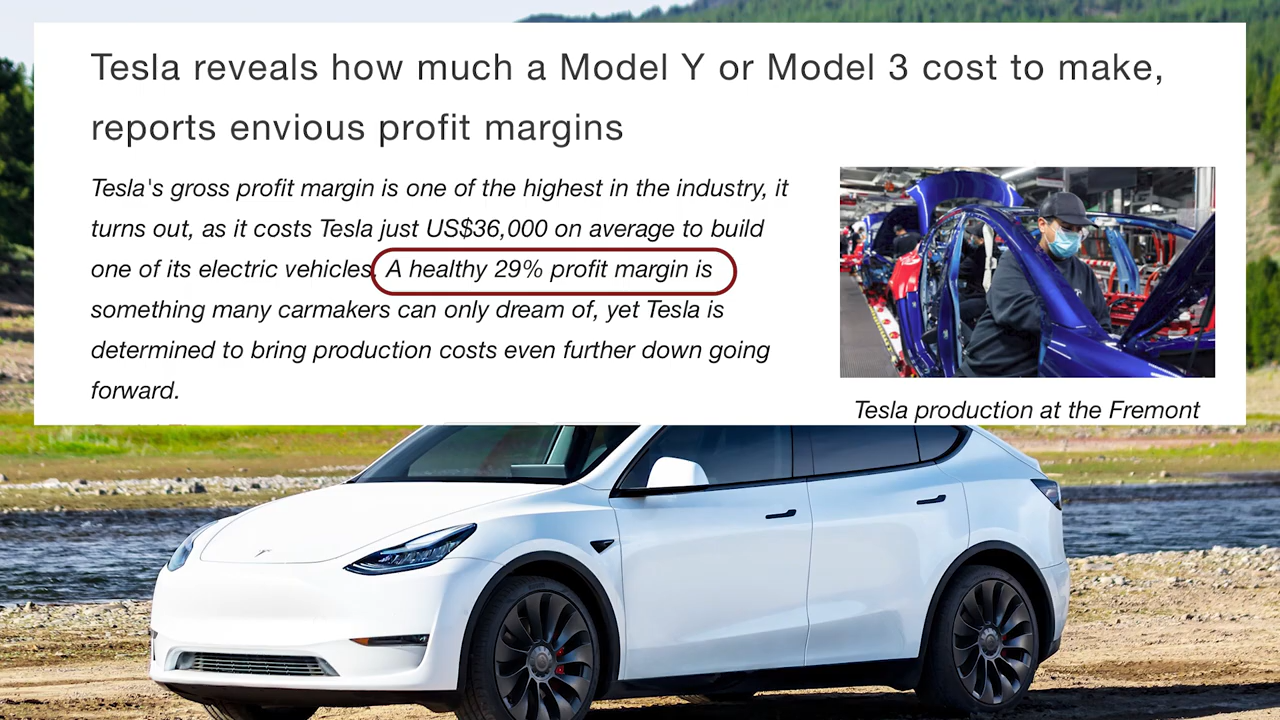 Tesla reveals how much a Model Y or Model 3 cost to make,
reports envious profit margins
Tesla's gross profit margin is one of the highest in the industry, it
turns out, as it costs Tesla just US$36,000 on average to build
one of its electric vehicles. A healthy 29% profit margin is
something many carmakers can only dream of, yet Tesla is
determined to bring production costs even further down going
forward.
Tesla production at the Fremont